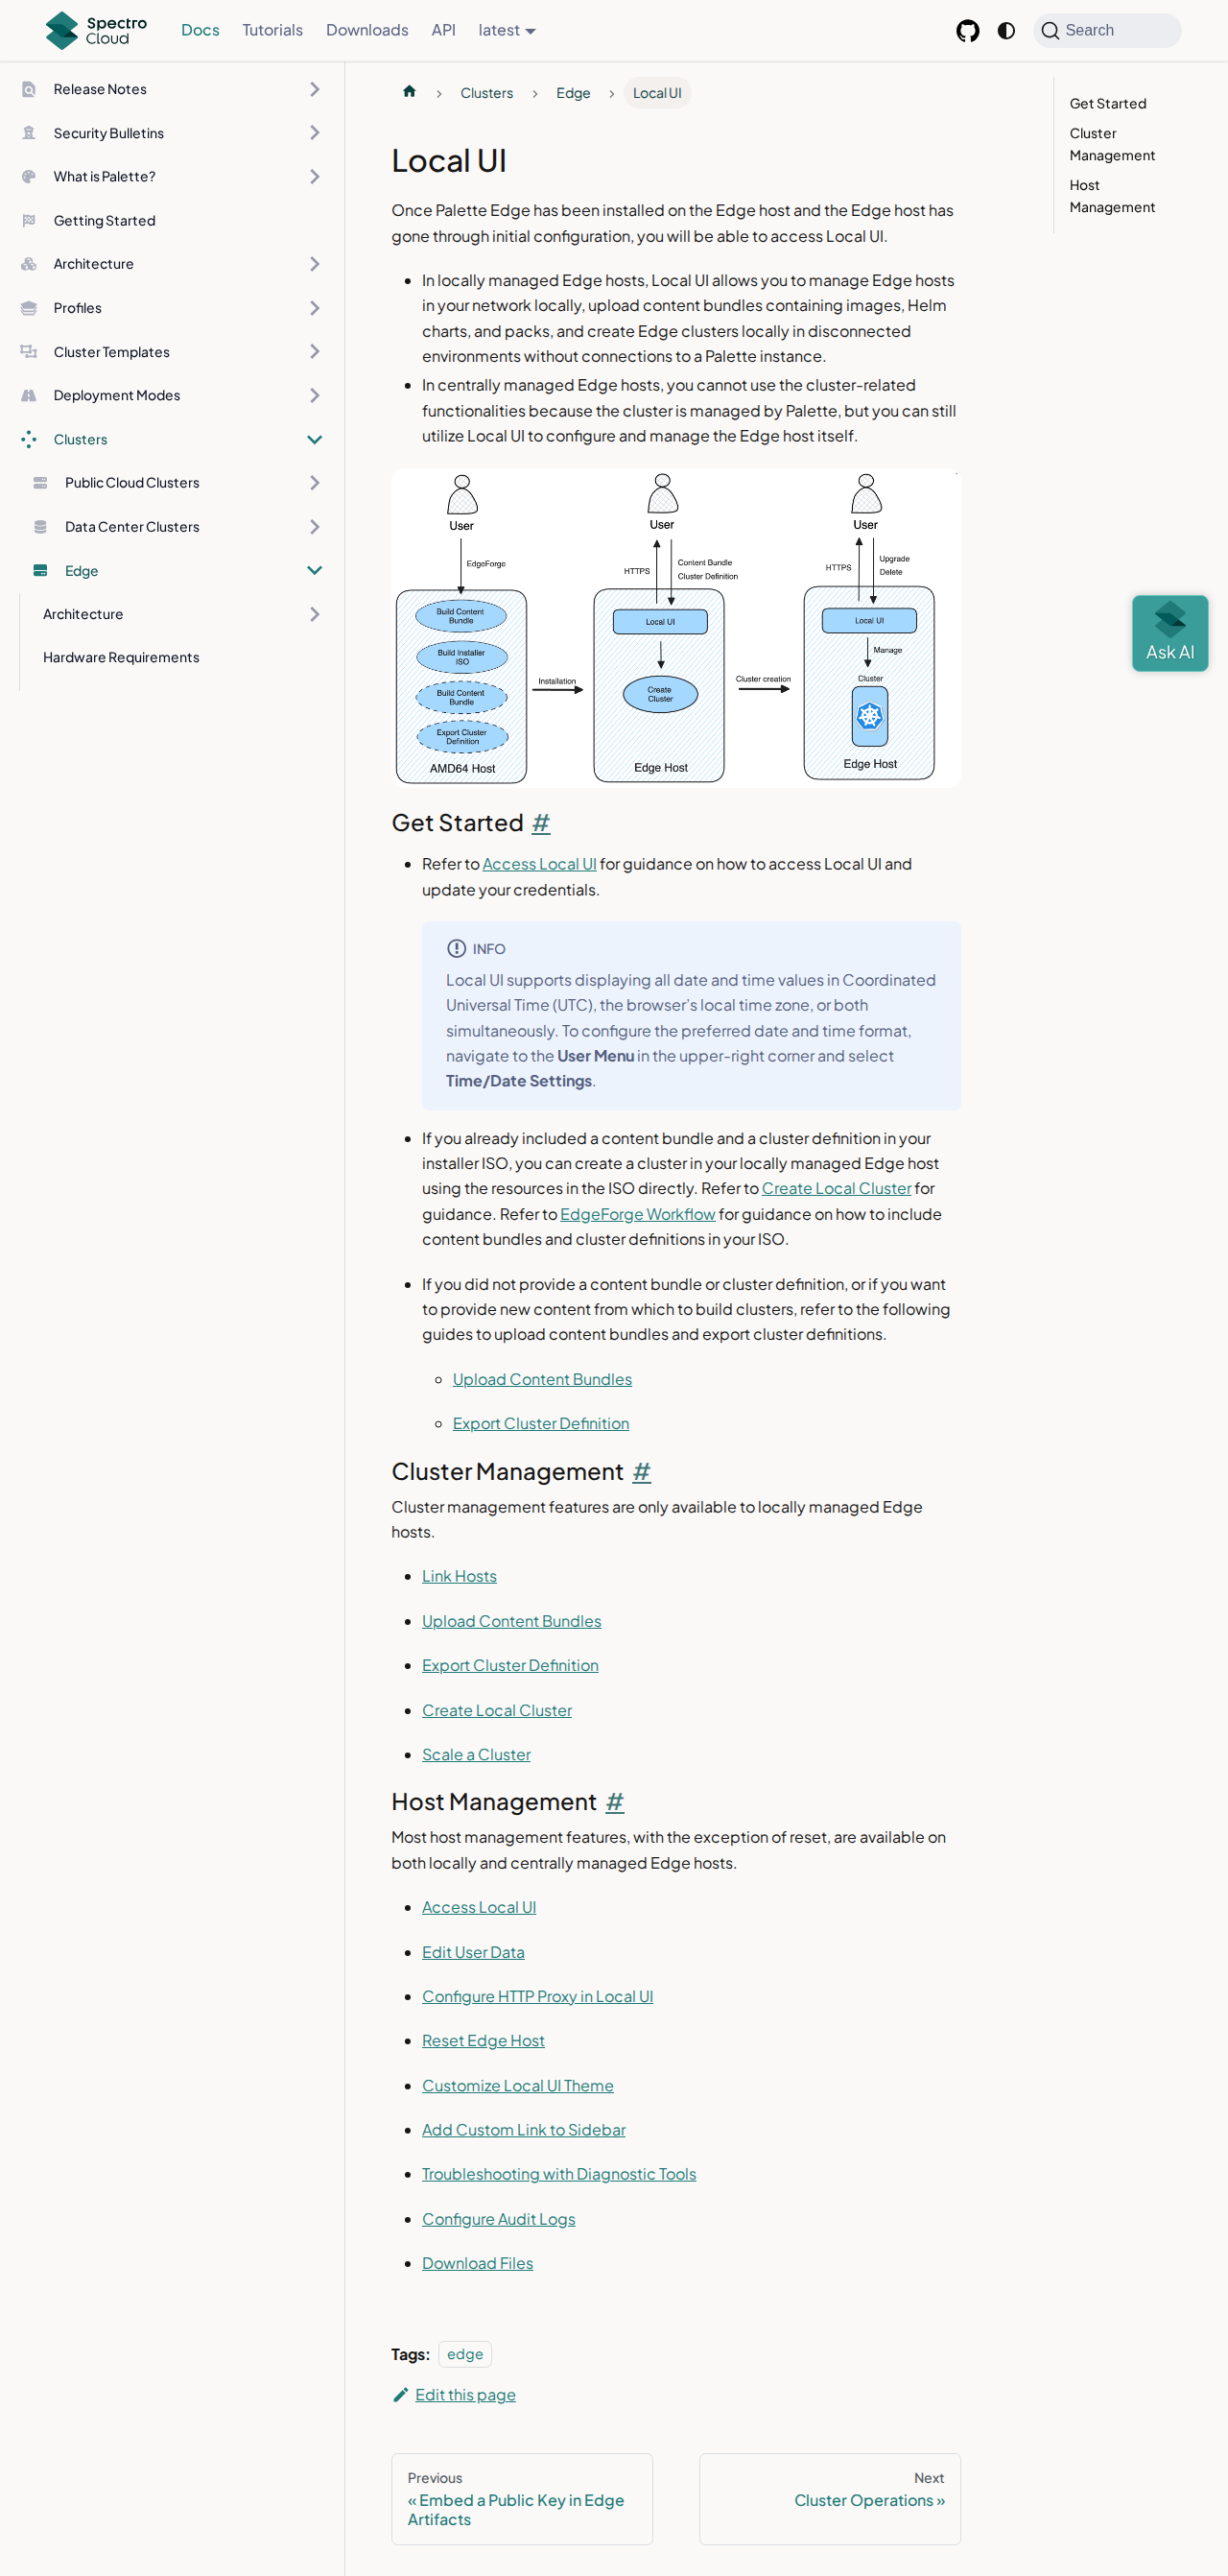 Spectro
Cloud
Docs
Tutorials
Downloads
API
latest
Search
Release Notes
Security Bulletins
What is Palette?
Getting Started
Architecture
Profiles
Cluster Templates
Deployment Modes
Clusters
Public Cloud Clusters
Data Center Clusters
Edge
Architecture
Hardware Requirements
Clusters
Edge
Local UI
Local UI
Once Palette Edge has been installed on the Edge host and the Edge host has
gone through initial configuration, you will be able to access Local UI.
In locally managed Edge hosts, Local UI allows you to manage Edge hosts
in your network locally, upload content bundles containing images, Helm
charts, and packs, and create Edge clusters locally in disconnected
environments without connections to a Palette instance.
In centrally managed Edge hosts, you cannot use the cluster-related
functionalities because the cluster is managed by Palette, but you can still
utilize Local UI to configure and manage the Edge host itself.
User
EdgeForge
Build Content
Bundle
Build Installer
ISO
Build Content
Bundle
Export Cluster
Definition
AMD64 Host
Installation
User
HTTPS
Content Bundle
Cluster Definition
Local UI
Create
Cluster
Edge Host
Cluster creation
User
HTTPS
Upgrade
Delete
Local UI
Manage
Cluster
Edge Host
Get Started #
Refer to Access Local UI for guidance on how to access Local UI and
update your credentials.
INFO
Local UI supports displaying all date and time values in Coordinated
Universal Time (UTC), the browser’s local time zone, or both
simultaneously. To configure the preferred date and time format,
navigate to the User Menu in the upper-right corner and select
Time/Date Settings.
If you already included a content bundle and a cluster definition in your
installer ISO, you can create a cluster in your locally managed Edge host
using the resources in the ISO directly. Refer to Create Local Cluster for
guidance. Refer to EdgeForge Workflow for guidance on how to include
content bundles and cluster definitions in your ISO.
If you did not provide a content bundle or cluster definition, or if you want
to provide new content from which to build clusters, refer to the following
guides to upload content bundles and export cluster definitions.
Upload Content Bundles
Export Cluster Definition
Cluster Management #
Cluster management features are only available to locally managed Edge
hosts.
Link Hosts
Upload Content Bundles
Export Cluster Definition
Create Local Cluster
Scale a Cluster
Host Management #
Most host management features, with the exception of reset, are available on
both locally and centrally managed Edge hosts.
Access Local UI
Edit User Data
Configure HTTP Proxy in Local UI
Reset Edge Host
Customize Local UI Theme
Add Custom Link to Sidebar
Troubleshooting with Diagnostic Tools
Configure Audit Logs
Download Files
Tags: edge
Edit this page
Previous
« Embed a Public Key in Edge
Artifacts
Next
Cluster Operations »
Get Started
Cluster
Management
Host
Management
Ask AI